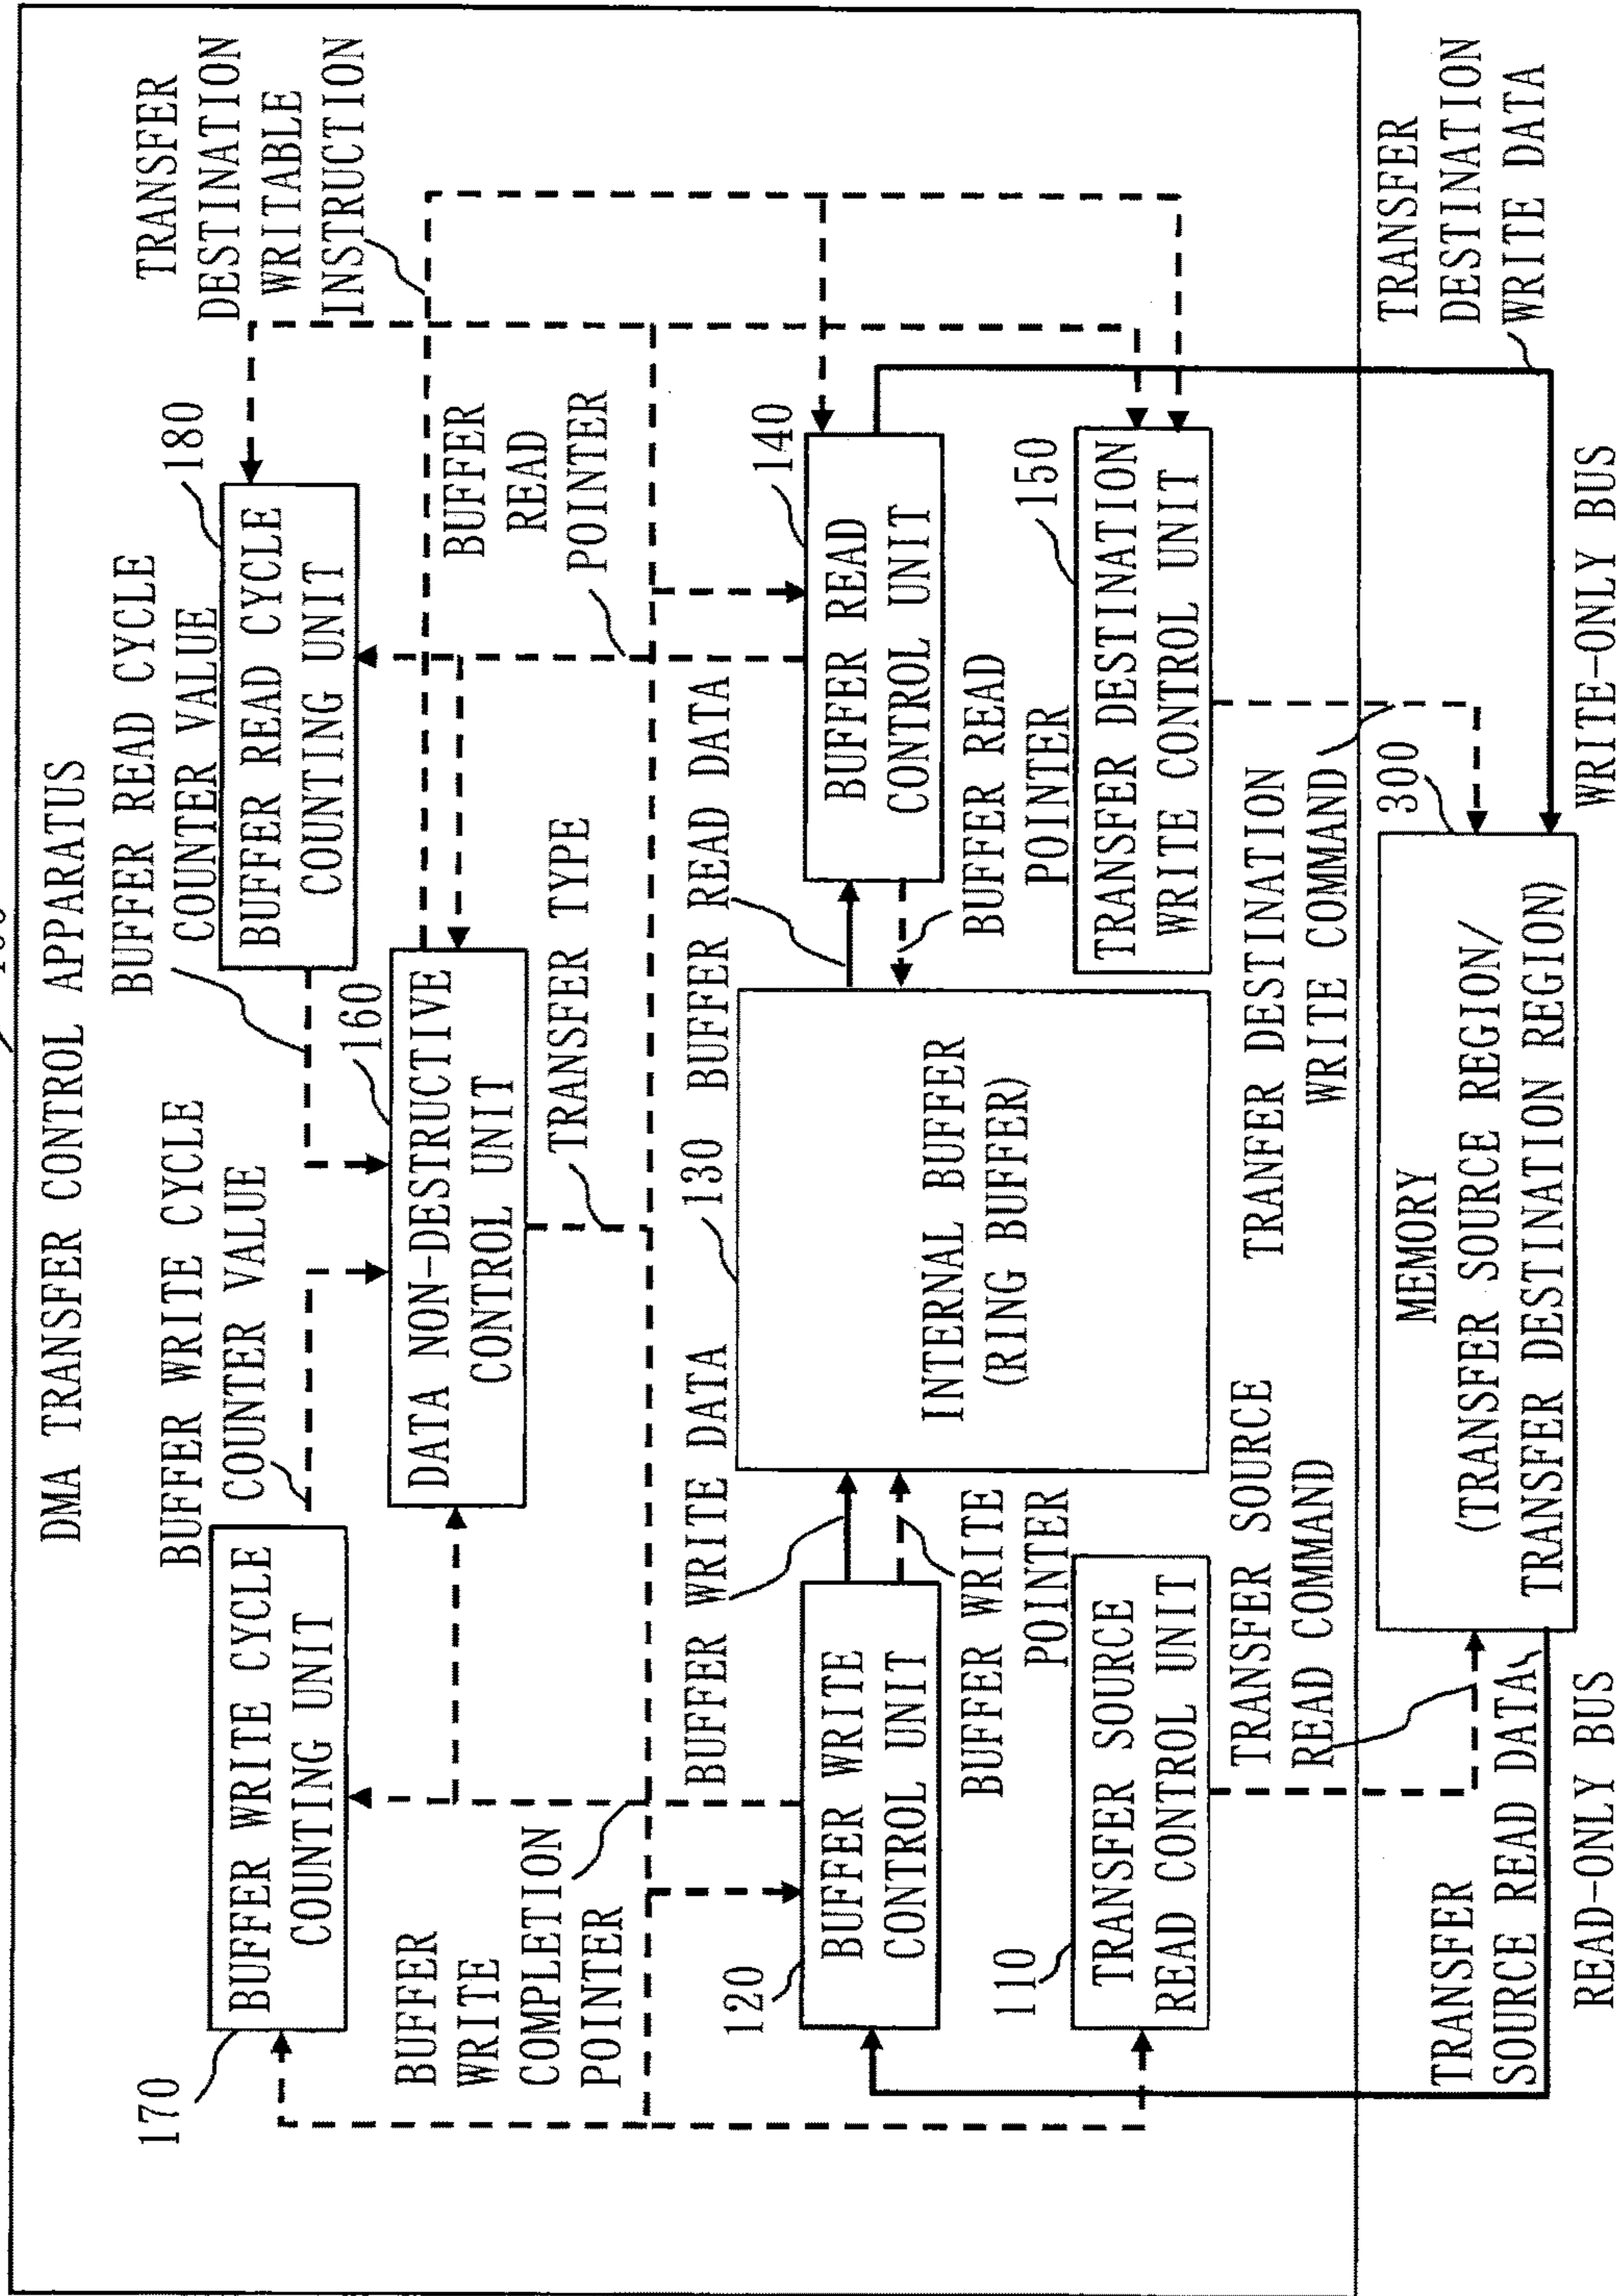 DMA TRANSFER CONTROL APPARATUS
170
BUFFER WRITE CYCLE
COUNTING UNIT
BUFFER WRITE CYCLE
COUNTER VALUE
BUFFER READ CYCLE
COUNTER VALUE
180
BUFFER READ CYCLE
COUNTING UNIT
TRANSFER
DESTINATION
WRITABLE
INSTRUCTION
160
DATA NON-DESTRUCTIVE
CONTROL UNIT
BUFFER
WRITE
COMPLETION
POINTER
TRANSFER TYPE
BUFFER
READ
POINTER
120
BUFFER WRITE
CONTROL UNIT
BUFFER WRITE DATA
BUFFER WRITE
POINTER
130
INTERNAL BUFFER
(RING BUFFER)
BUFFER READ DATA
BUFFER READ
POINTER
140
BUFFER READ
CONTROL UNIT
110
TRANSFER SOURCE
READ CONTROL UNIT
150
TRANSFER DESTINATION
WRITE CONTROL UNIT
TRANSFER SOURCE
READ COMMAND
TRANFER DESTINATION
WRITE COMMAND
300
MEMORY
(TRANSFER SOURCE REGION/
TRANSFER DESTINATION REGION)
TRANSFER
SOURCE READ DATA
READ-ONLY BUS
TRANSFER
DESTINATION
WRITE DATA
WRITE-ONLY BUS